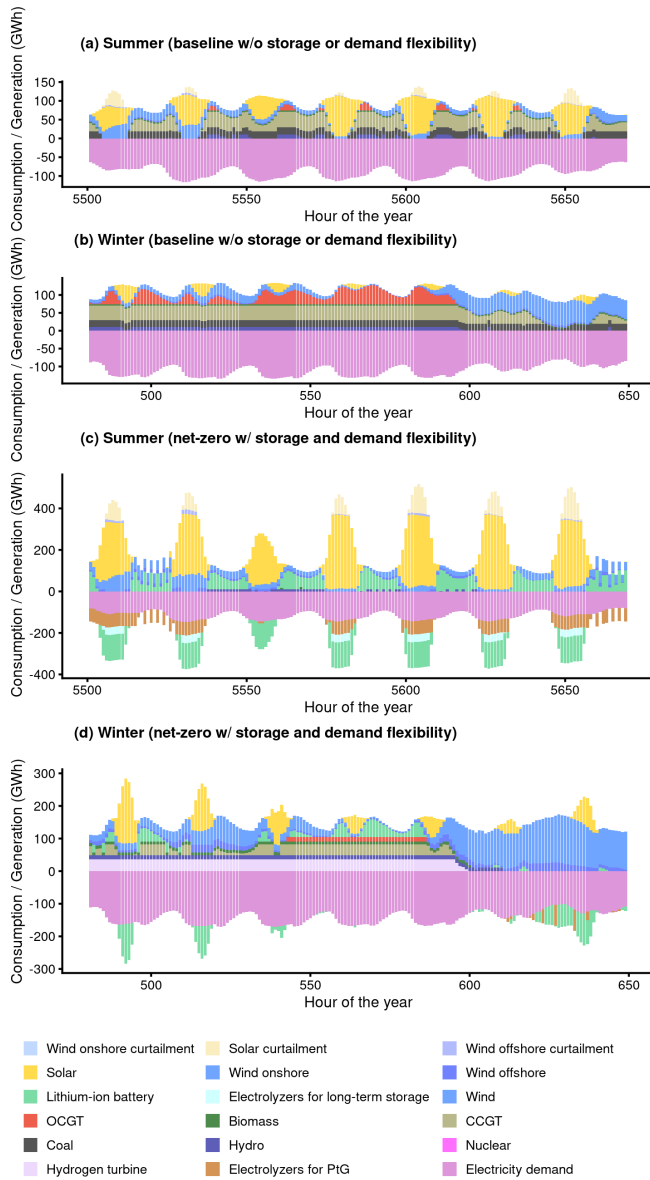 (a) Summer (baseline w/o storage or demand flexibility)
Consumption / Generation (GWh)
150
100
50
0
-50
-100
5500 5550 5600 5650
Hour of the year
(b) Winter (baseline w/o storage or demand flexibility)
Consumption / Generation (GWh)
100
50
0
-50
-100
500 550 600 650
Hour of the year
(c) Summer (net-zero w/ storage and demand flexibility)
Consumption / Generation (GWh)
400
200
0
-200
-400
5500 5550 5600 5650
Hour of the year
(d) Winter (net-zero w/ storage and demand flexibility)
Consumption / Generation (GWh)
300
200
100
0
-100
-200
-300
500 550 600 650
Hour of the year
Wind onshore curtailment Solar curtailment Wind offshore curtailment
Solar Wind onshore Wind offshore
Lithium-ion battery Electrolyzers for long-term storage Wind
OCGT Biomass CCGT
Coal Hydro Nuclear
Hydrogen turbine Electrolyzers for PtG Electricity demand